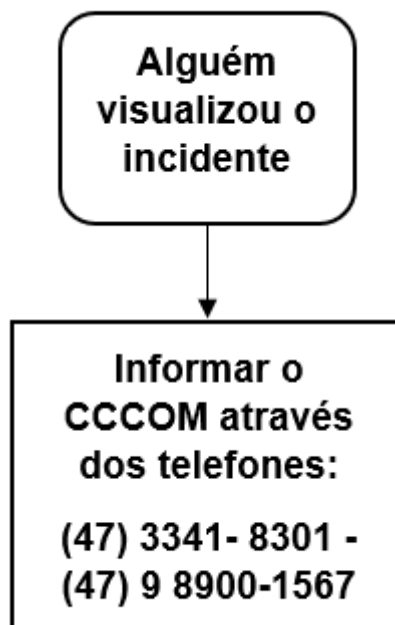 Alguém
visualizou o
incidente
Informar o
CCCOM através
dos telefones:
(47) 3341- 8301 -
(47) 9 8900-1567